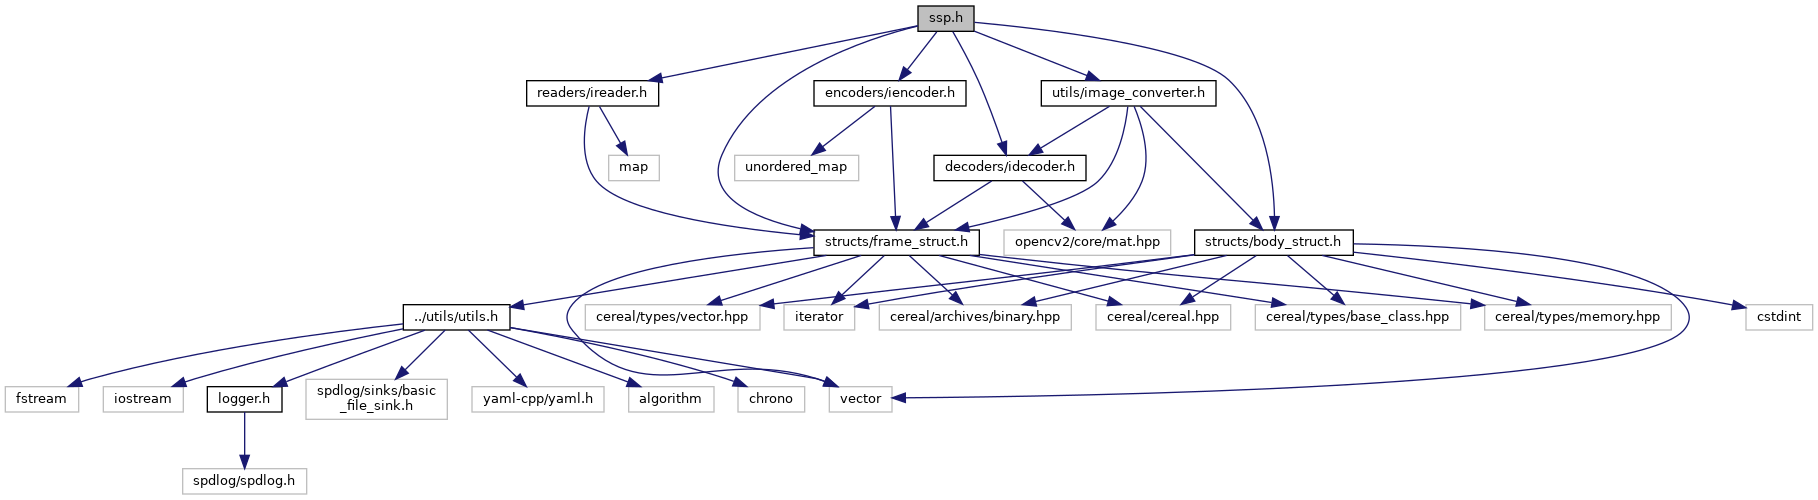 ssp.h
readers/ireader.h
encoders/iencoder.h
utils/image_converter.h
map
unordered_map
decoders/idecoder.h
structs/frame_struct.h
opencv2/core/mat.hpp
structs/body_struct.h
../utils/utils.h
cereal/types/vector.hpp
iterator
cereal/archives/binary.hpp
cereal/cereal.hpp
cereal/types/base_class.hpp
cereal/types/memory.hpp
cstdint
fstream
iostream
logger.h
spdlog/sinks/basic
_file_sink.h
yaml-cpp/yaml.h
algorithm
chrono
vector
spdlog/spdlog.h